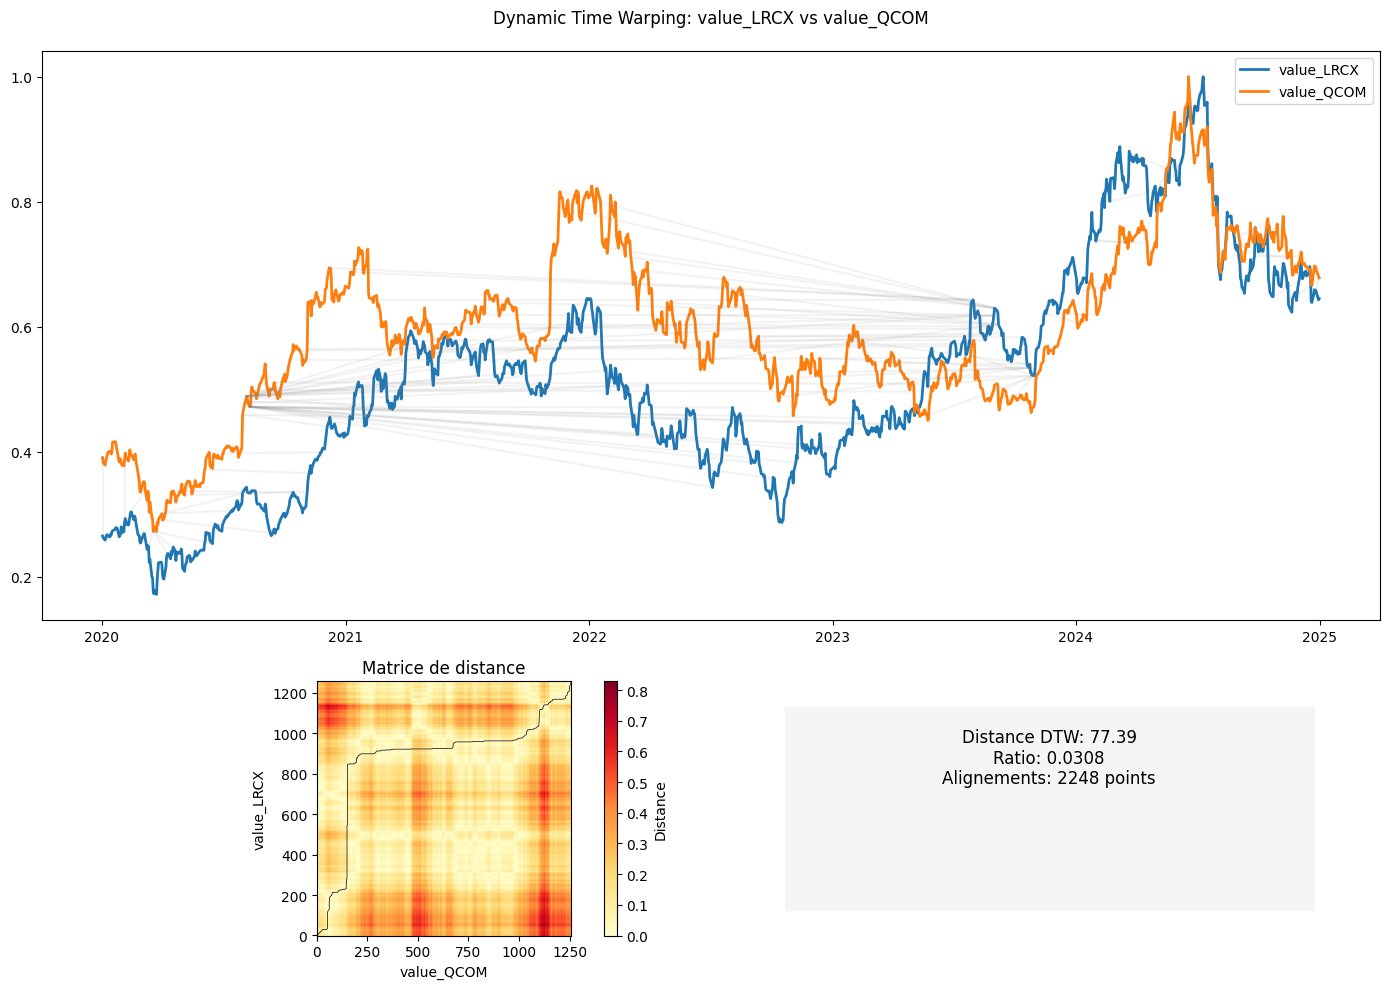 Dynamic Time Warping: value_LRCX vs value_QCOM
value_LRCX
value_QCOM
1.0
0.8
0.6
0.4
0.2
2020 2021 2022 2023 2024 2025
Matrice de distance
value_LRCX
1200
1000
800
600
400
200
0
0 250 500 750 1000 1250
value_QCOM
0.8
0.7
0.6
0.5
0.4
0.3
0.2
0.1
0.0
Distance
Distance DTW: 77.39
Ratio: 0.0308
Alignements: 2248 points